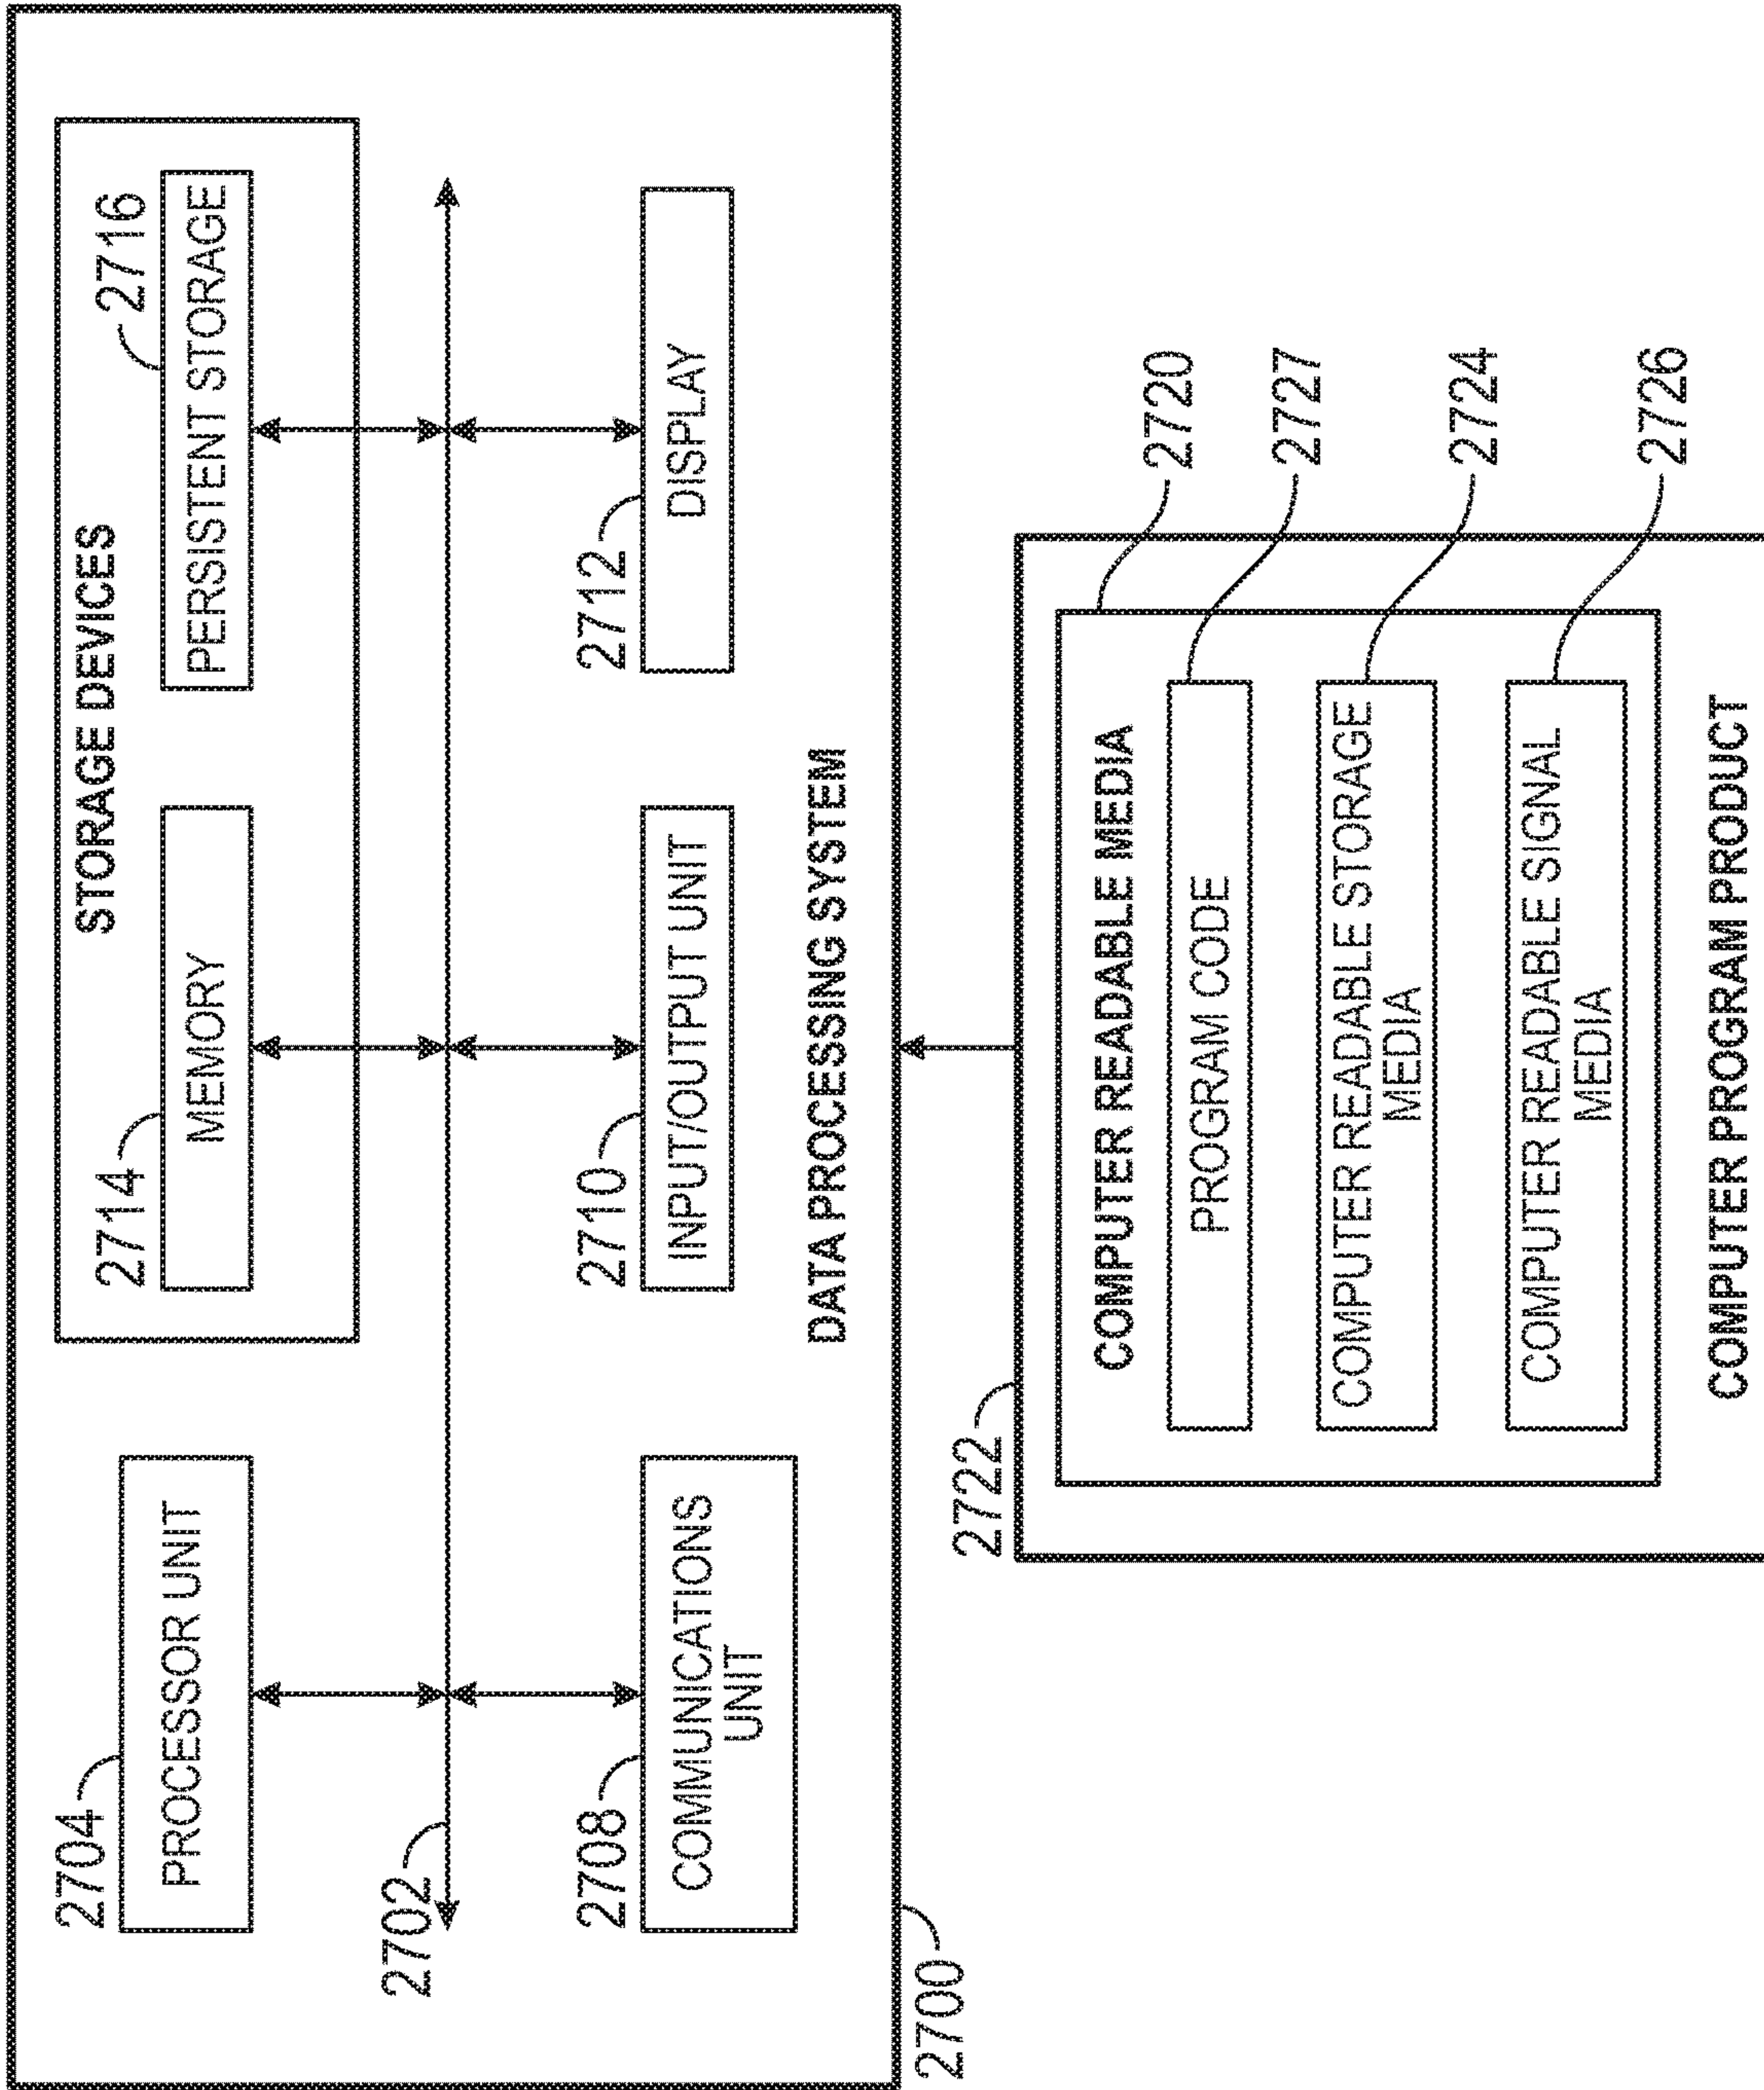 STORAGE DEVICES
2704
2714
2716
PROCESSOR UNIT
MEMORY
PERSISTENT STORAGE
2702
2708
2710
2712
COMMUNICATIONS
UNIT
INPUT/OUTPUT UNIT
DISPLAY
DATA PROCESSING SYSTEM
2700
2722
COMPUTER READABLE MEDIA
2720
PROGRAM CODE
2727
COMPUTER READABLE STORAGE
MEDIA
2724
COMPUTER READABLE SIGNAL
MEDIA
2726
COMPUTER PROGRAM PRODUCT